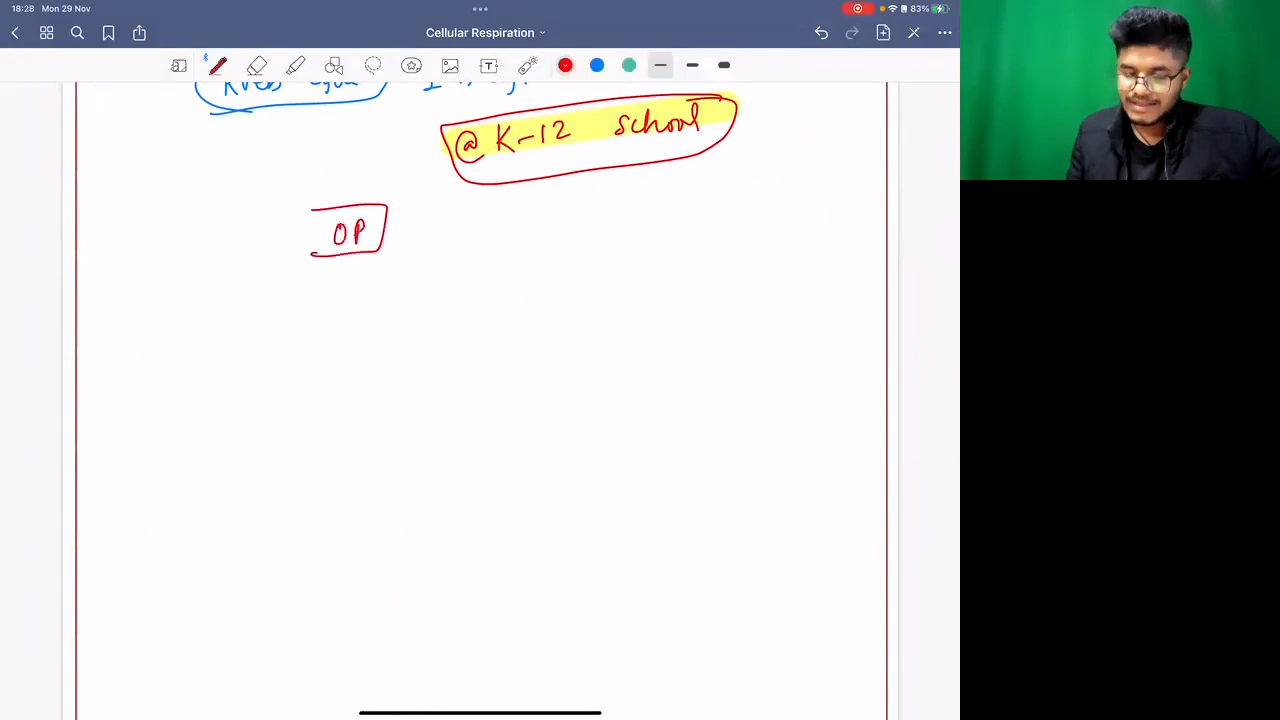 18:28 Mon 29 Nov
83%
Cellular Respiration
T
@ K-12 School
OP